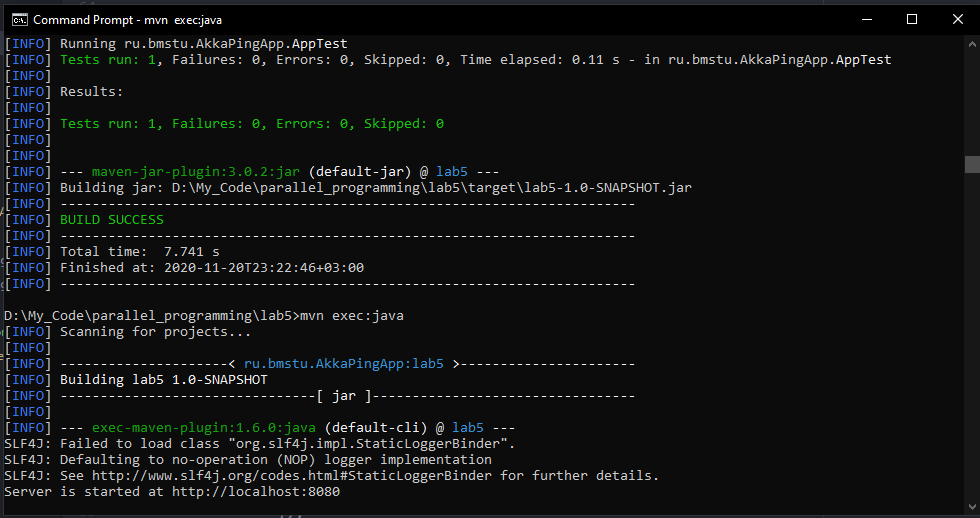 Command Prompt - mvn  exec:java
[INFO] Running ru.bmstu.AkkaPingApp.AppTest
[INFO] Tests run: 1, Failures: 0, Errors: 0, Skipped: 0, Time elapsed: 0.11 s - in ru.bmstu.AkkaPingApp.AppTest
[INFO]
[INFO] Results:
[INFO]
[INFO] Tests run: 1, Failures: 0, Errors: 0, Skipped: 0
[INFO]
[INFO]
[INFO] --- maven-jar-plugin:3.0.2:jar (default-jar) @ lab5 ---
[INFO] Building jar: D:\My_Code\parallel_programming\lab5\target\lab5-1.0-SNAPSHOT.jar
[INFO] ------------------------------------------------------------------------
[INFO] BUILD SUCCESS
[INFO] ------------------------------------------------------------------------
[INFO] Total time:  7.741 s
[INFO] Finished at: 2020-11-20T23:22:46+03:00
[INFO] ------------------------------------------------------------------------
D:\My_Code\parallel_programming\lab5>mvn exec:java
[INFO] Scanning for projects...
[INFO]
[INFO] ---------------------< ru.bmstu.AkkaPingApp:lab5 >----------------------
[INFO] Building lab5 1.0-SNAPSHOT
[INFO] --------------------------------[ jar ]---------------------------------
[INFO]
[INFO] --- exec-maven-plugin:1.6.0:java (default-cli) @ lab5 ---
SLF4J: Failed to load class "org.slf4j.impl.StaticLoggerBinder".
SLF4J: Defaulting to no-operation (NOP) logger implementation
SLF4J: See http://www.slf4j.org/codes.html#StaticLoggerBinder for further details.
Server is started at http://localhost:8080